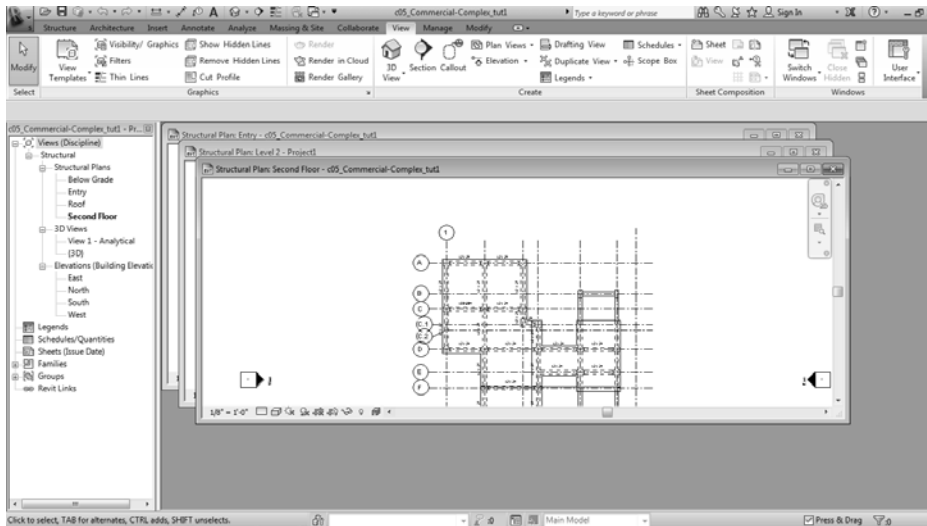 c05_Commercial-Complex_tut1
Type a keyword or phrase
Sign In
Structure Architecture Insert Annotate Analyze Massing & Site Collaborate View Manage Modify
Modify
View Templates
Visibility/ Graphics
Filters
Thin Lines
Show Hidden Lines
Remove Hidden Lines
Cut Profile
Render
Render in Cloud
Render Gallery
3D View
Section
Callout
Plan Views
Elevation
Drafting View
Duplicate View
Legends
Schedules
Scope Box
Sheet
View
Switch Windows
Close Hidden
User Interface
Select
Graphics
Create
Sheet Composition
Windows
c05_Commercial-Complex_tut1 - Pr...
Views (Discipline)
Structural
Structural Plans
Below Grade
Entry
Roof
Second Floor
3D Views
View 1 - Analytical
{3D}
Elevations (Building Elevatic
East
North
South
West
Legends
Schedules/Quantities
Sheets (Issue Date)
Families
Groups
Revit Links
Structural Plan: Entry - c05_Commercial-Complex_tut1
Structural Plan: Level 2 - Project1
Structural Plan: Second Floor - c05_Commercial-Complex_tut1
1
A
B
C
C.1
C.2
D
E
F
1/8" = 1'-0"
Click to select, TAB for alternates, CTRL adds, SHIFT unselects.
:0
Main Model
Press & Drag
:0